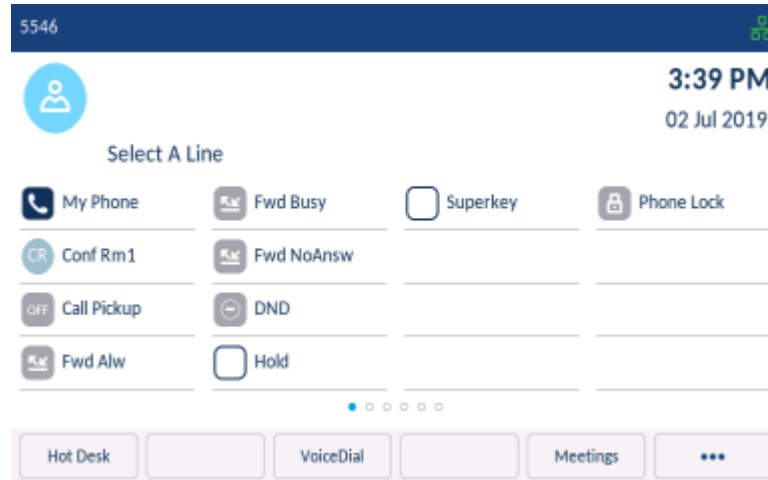 5546
3:39 PM
02 Jul 2019
Select A Line
My Phone Fwd Busy Superkey Phone Lock
CR Conf Rm1 Fwd NoAnsw
OFF Call Pickup DND
Fwd Alw Hold
Hot Desk VoiceDial Meetings •••